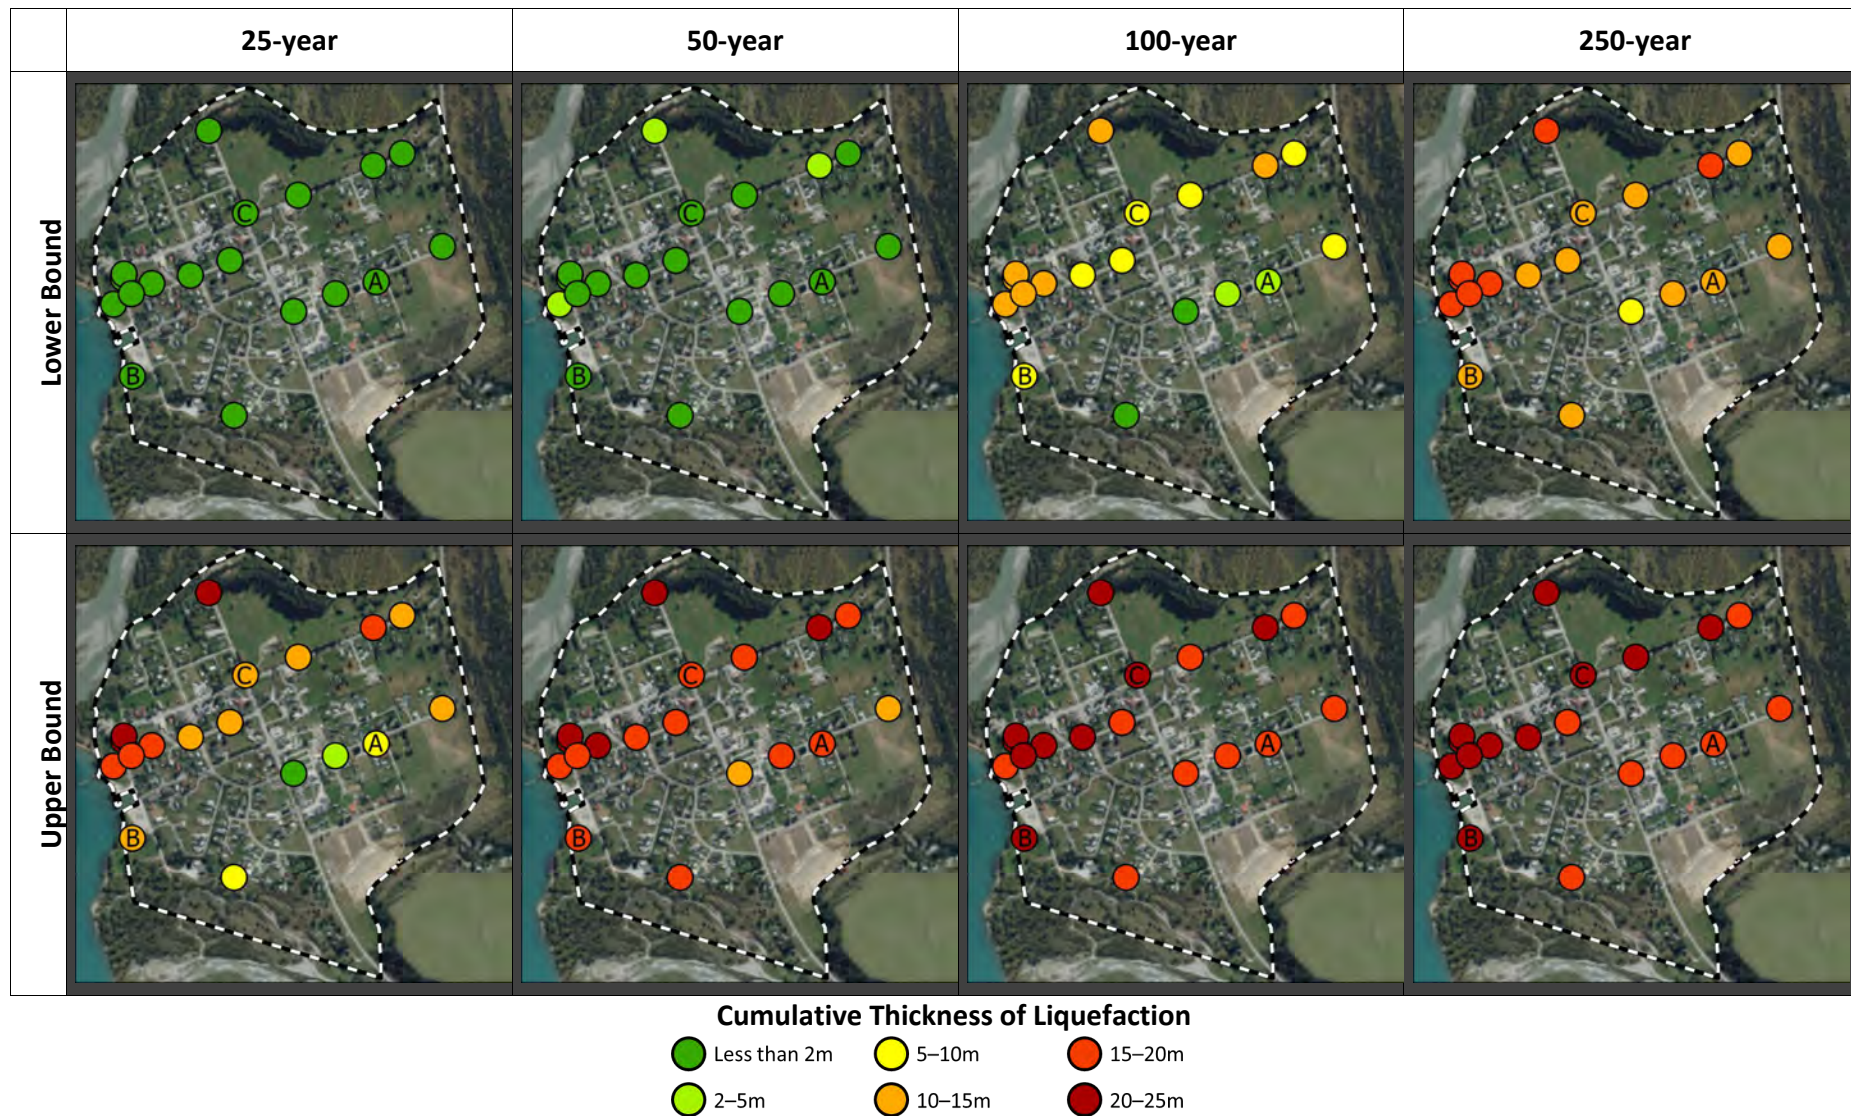 25-year
50-year
100-year
250-year
Lower Bound
C
A
B
C
A
B
C
A
B
C
A
B
Upper Bound
C
A
B
C
A
B
C
A
B
C
A
B
Cumulative Thickness of Liquefaction
Less than 2m
5–10m
15–20m
2–5m
10–15m
20–25m